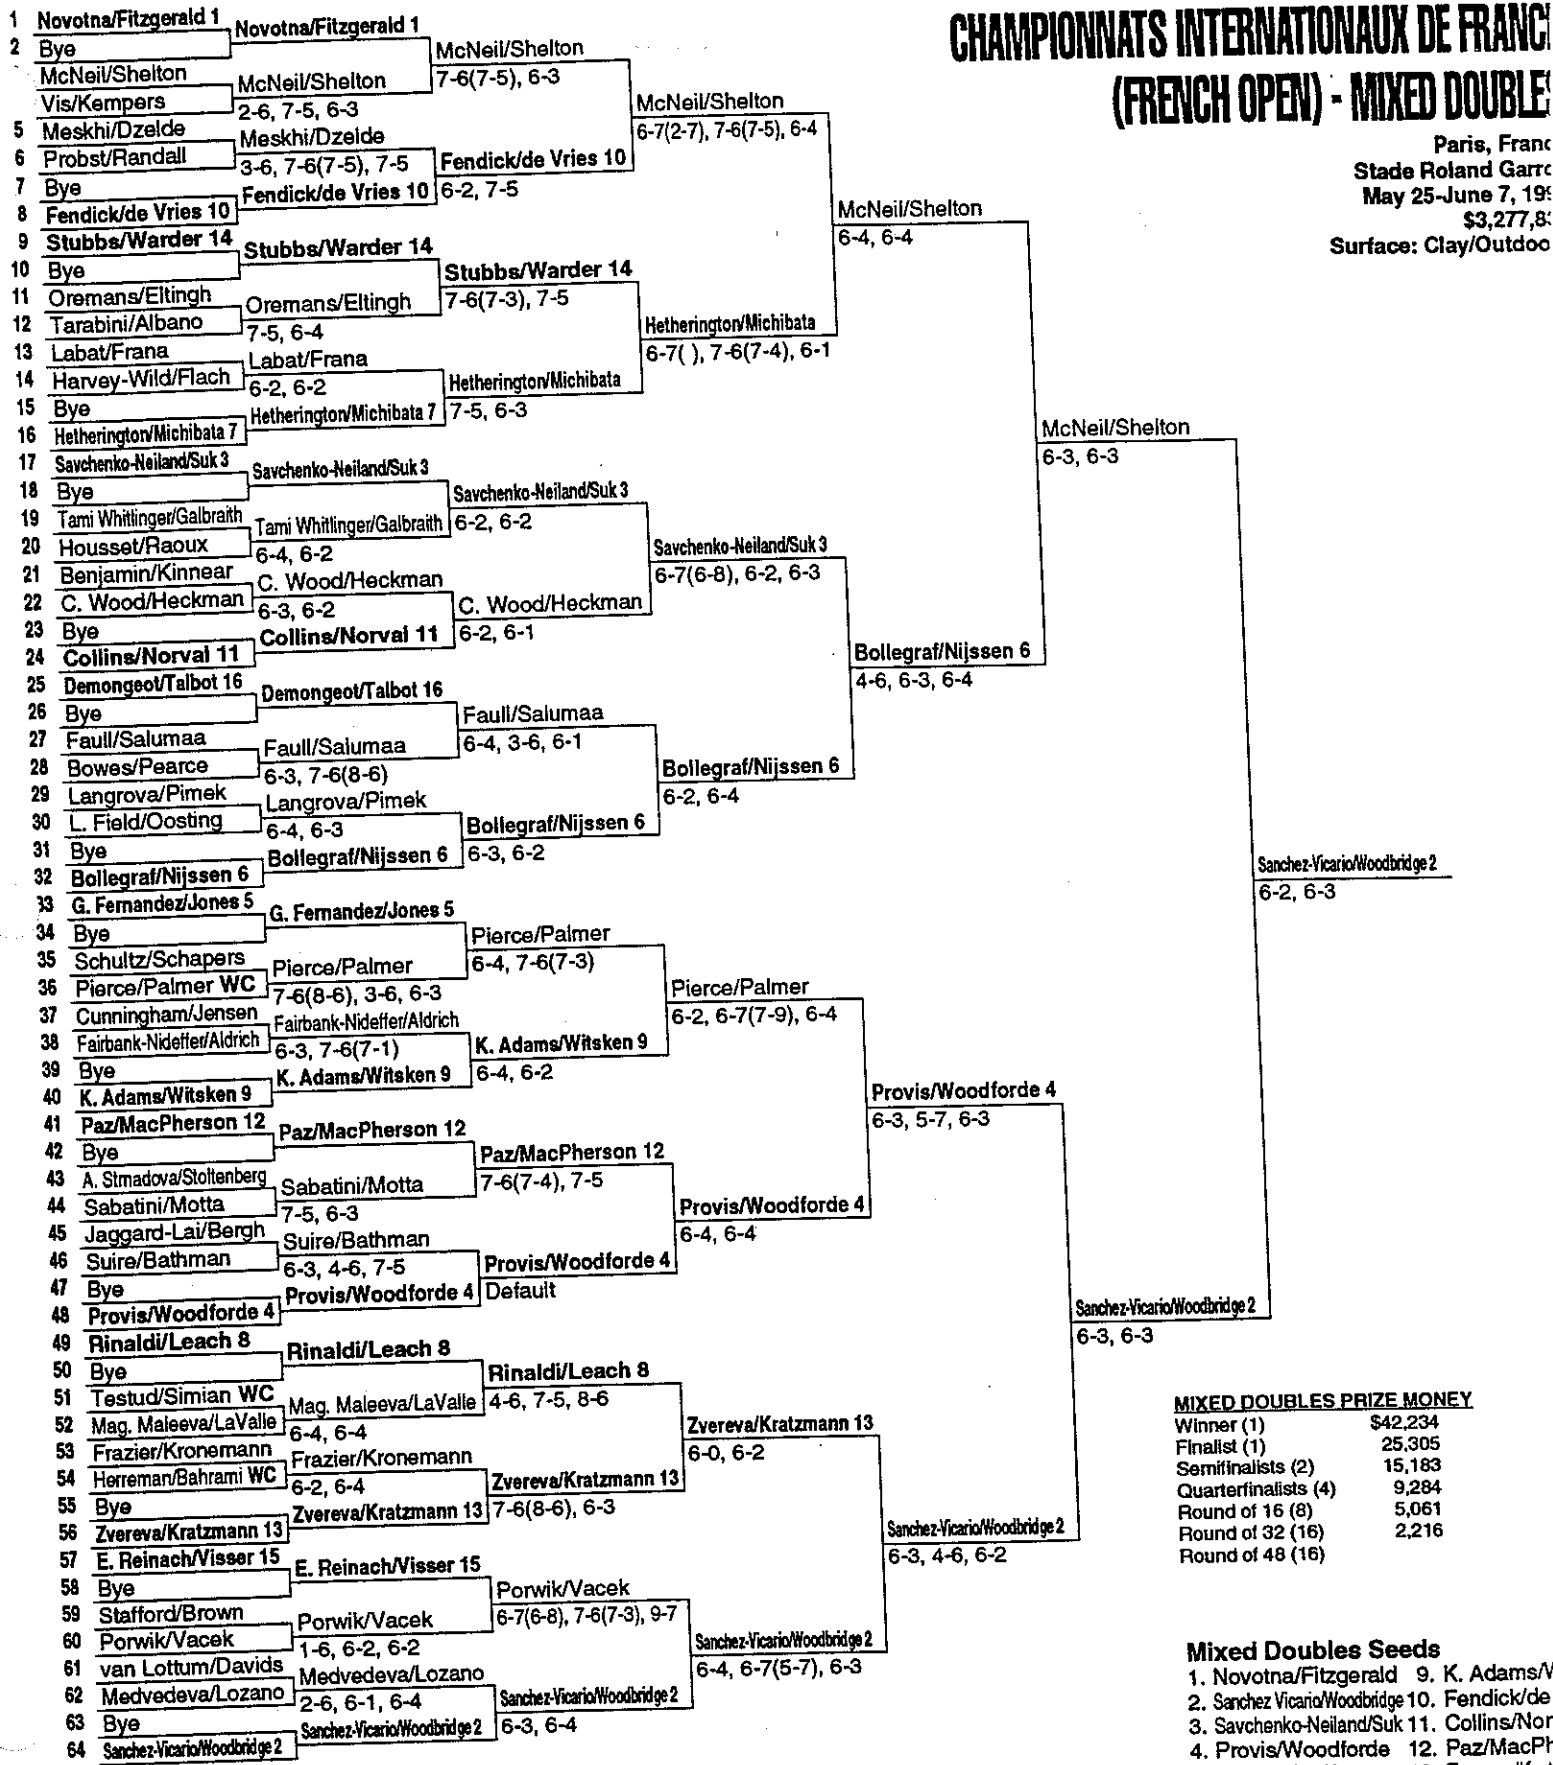 CHAMPIONNATS INTERNATIONAUX DE FRANC
(FRENCH OPEN) - MIXED DOUBLES
Paris, Franc
Stade Roland Garro
May 25-June 7, 199
$3,277,83
Surface: Clay/Outdoo
1 Novotna/Fitzgerald 1
2 Bye
McNeil/Shelton
Vis/Kempers
5 Meskhi/Dzelde
6 Probst/Randall
7 Bye
8 Fendick/de Vries 10
9 Stubbs/Warder 14
10 Bye
11 Oremans/Eltingh
12 Tarabini/Albano
13 Labat/Frana
14 Harvey-Wild/Flach
15 Bye
16 Hetherington/Michibata 7
17 Savchenko-Neiland/Suk 3
18 Bye
19 Tami Whitlinger/Galbraith
20 Housset/Raoux
21 Benjamin/Kinnear
22 C. Wood/Heckman
23 Bye
24 Collins/Norval 11
25 Demongeot/Talbot 16
26 Bye
27 Faull/Salumaa
28 Bowes/Pearce
29 Langrova/Pimek
30 L. Field/Oosting
31 Bye
32 Bollegraf/Nijssen 6
33 G. Fernandez/Jones 5
34 Bye
35 Schultz/Schapers
36 Pierce/Palmer WC
37 Cunningham/Jensen
38 Fairbank-Nideffer/Aldrich
39 Bye
40 K. Adams/Witsken 9
41 Paz/MacPherson 12
42 Bye
43 A. Strnadova/Stoltenberg
44 Sabatini/Motta
45 Jaggard-Lai/Bergh
46 Suire/Bathman
47 Bye
48 Provis/Woodforde 4
49 Rinaldi/Leach 8
50 Bye
51 Testud/Simian WC
52 Mag. Maleeva/LaValle
53 Frazier/Kronemann
54 Herreman/Bahrami WC
55 Bye
56 Zvereva/Kratzmann 13
57 E. Reinach/Visser 15
58 Bye
59 Stafford/Brown
60 Porwik/Vacek
61 van Lottum/Davids
62 Medvedeva/Lozano
63 Bye
64 Sanchez-Vicario/Woodbridge 2
Novotna/Fitzgerald 1
McNeil/Shelton
2-6, 7-5, 6-3
Meskhi/Dzelde
3-6, 7-6(7-5), 7-5
Fendick/de Vries 10
Stubbs/Warder 14
Oremans/Eltingh
7-5, 6-4
Labat/Frana
6-2, 6-2
Hetherington/Michibata 7
Savchenko-Neiland/Suk 3
Tami Whitlinger/Galbraith
6-4, 6-2
C. Wood/Heckman
6-3, 6-2
Collins/Norval 11
Demongeot/Talbot 16
Faull/Salumaa
6-3, 7-6(8-6)
Langrova/Pimek
6-4, 6-3
Bollegraf/Nijssen 6
G. Fernandez/Jones 5
Pierce/Palmer
7-6(8-6), 3-6, 6-3
Fairbank-Nideffer/Aldrich
6-3, 7-6(7-1)
K. Adams/Witsken 9
Paz/MacPherson 12
Sabatini/Motta
7-5, 6-3
Suire/Bathman
6-3, 4-6, 7-5
Provis/Woodforde 4
Rinaldi/Leach 8
Mag. Maleeva/LaValle
6-4, 6-4
Frazier/Kronemann
6-2, 6-4
Zvereva/Kratzmann 13
E. Reinach/Visser 15
Porwik/Vacek
1-6, 6-2, 6-2
Medvedeva/Lozano
2-6, 6-1, 6-4
Sanchez-Vicario/Woodbridge 2
McNeil/Shelton
7-6(7-5), 6-3
Fendick/de Vries 10
6-2, 7-5
Stubbs/Warder 14
7-6(7-3), 7-5
Hetherington/Michibata
7-5, 6-3
Savchenko-Neiland/Suk 3
6-2, 6-2
C. Wood/Heckman
6-2, 6-1
Faull/Salumaa
6-4, 3-6, 6-1
Bollegraf/Nijssen 6
6-3, 6-2
Pierce/Palmer
6-4, 7-6(7-3)
K. Adams/Witsken 9
6-4, 6-2
Paz/MacPherson 12
7-6(7-4), 7-5
Provis/Woodforde 4
Default
Rinaldi/Leach 8
4-6, 7-5, 8-6
Zvereva/Kratzmann 13
7-6(8-6), 6-3
Porwik/Vacek
6-7(6-8), 7-6(7-3), 9-7
Sanchez-Vicario/Woodbridge 2
6-3, 6-4
McNeil/Shelton
6-7(2-7), 7-6(7-5), 6-4
Hetherington/Michibata
6-7( ), 7-6(7-4), 6-1
Savchenko-Neiland/Suk 3
6-7(6-8), 6-2, 6-3
Bollegraf/Nijssen 6
6-2, 6-4
Pierce/Palmer
6-2, 6-7(7-9), 6-4
Provis/Woodforde 4
6-4, 6-4
Zvereva/Kratzmann 13
6-0, 6-2
Sanchez-Vicario/Woodbridge 2
6-4, 6-7(5-7), 6-3
McNeil/Shelton
6-4, 6-4
Bollegraf/Nijssen 6
4-6, 6-3, 6-4
Provis/Woodforde 4
6-3, 5-7, 6-3
Sanchez-Vicario/Woodbridge 2
6-3, 4-6, 6-2
McNeil/Shelton
6-3, 6-3
Sanchez-Vicario/Woodbridge 2
6-3, 6-3
Sanchez-Vicario/Woodbridge 2
6-2, 6-3
MIXED DOUBLES PRIZE MONEY
Winner (1) $42,234
Finalist (1) 25,305
Semifinalists (2) 15,183
Quarterfinalists (4) 9,284
Round of 16 (8) 5,061
Round of 32 (16) 2,216
Round of 48 (16)
Mixed Doubles Seeds
1. Novotna/Fitzgerald 9. K. Adams/W
2. Sanchez Vicario/Woodbridge 10. Fendick/de
3. Savchenko-Neiland/Suk 11. Collins/Nor
4. Provis/Woodforde 12. Paz/MacPh